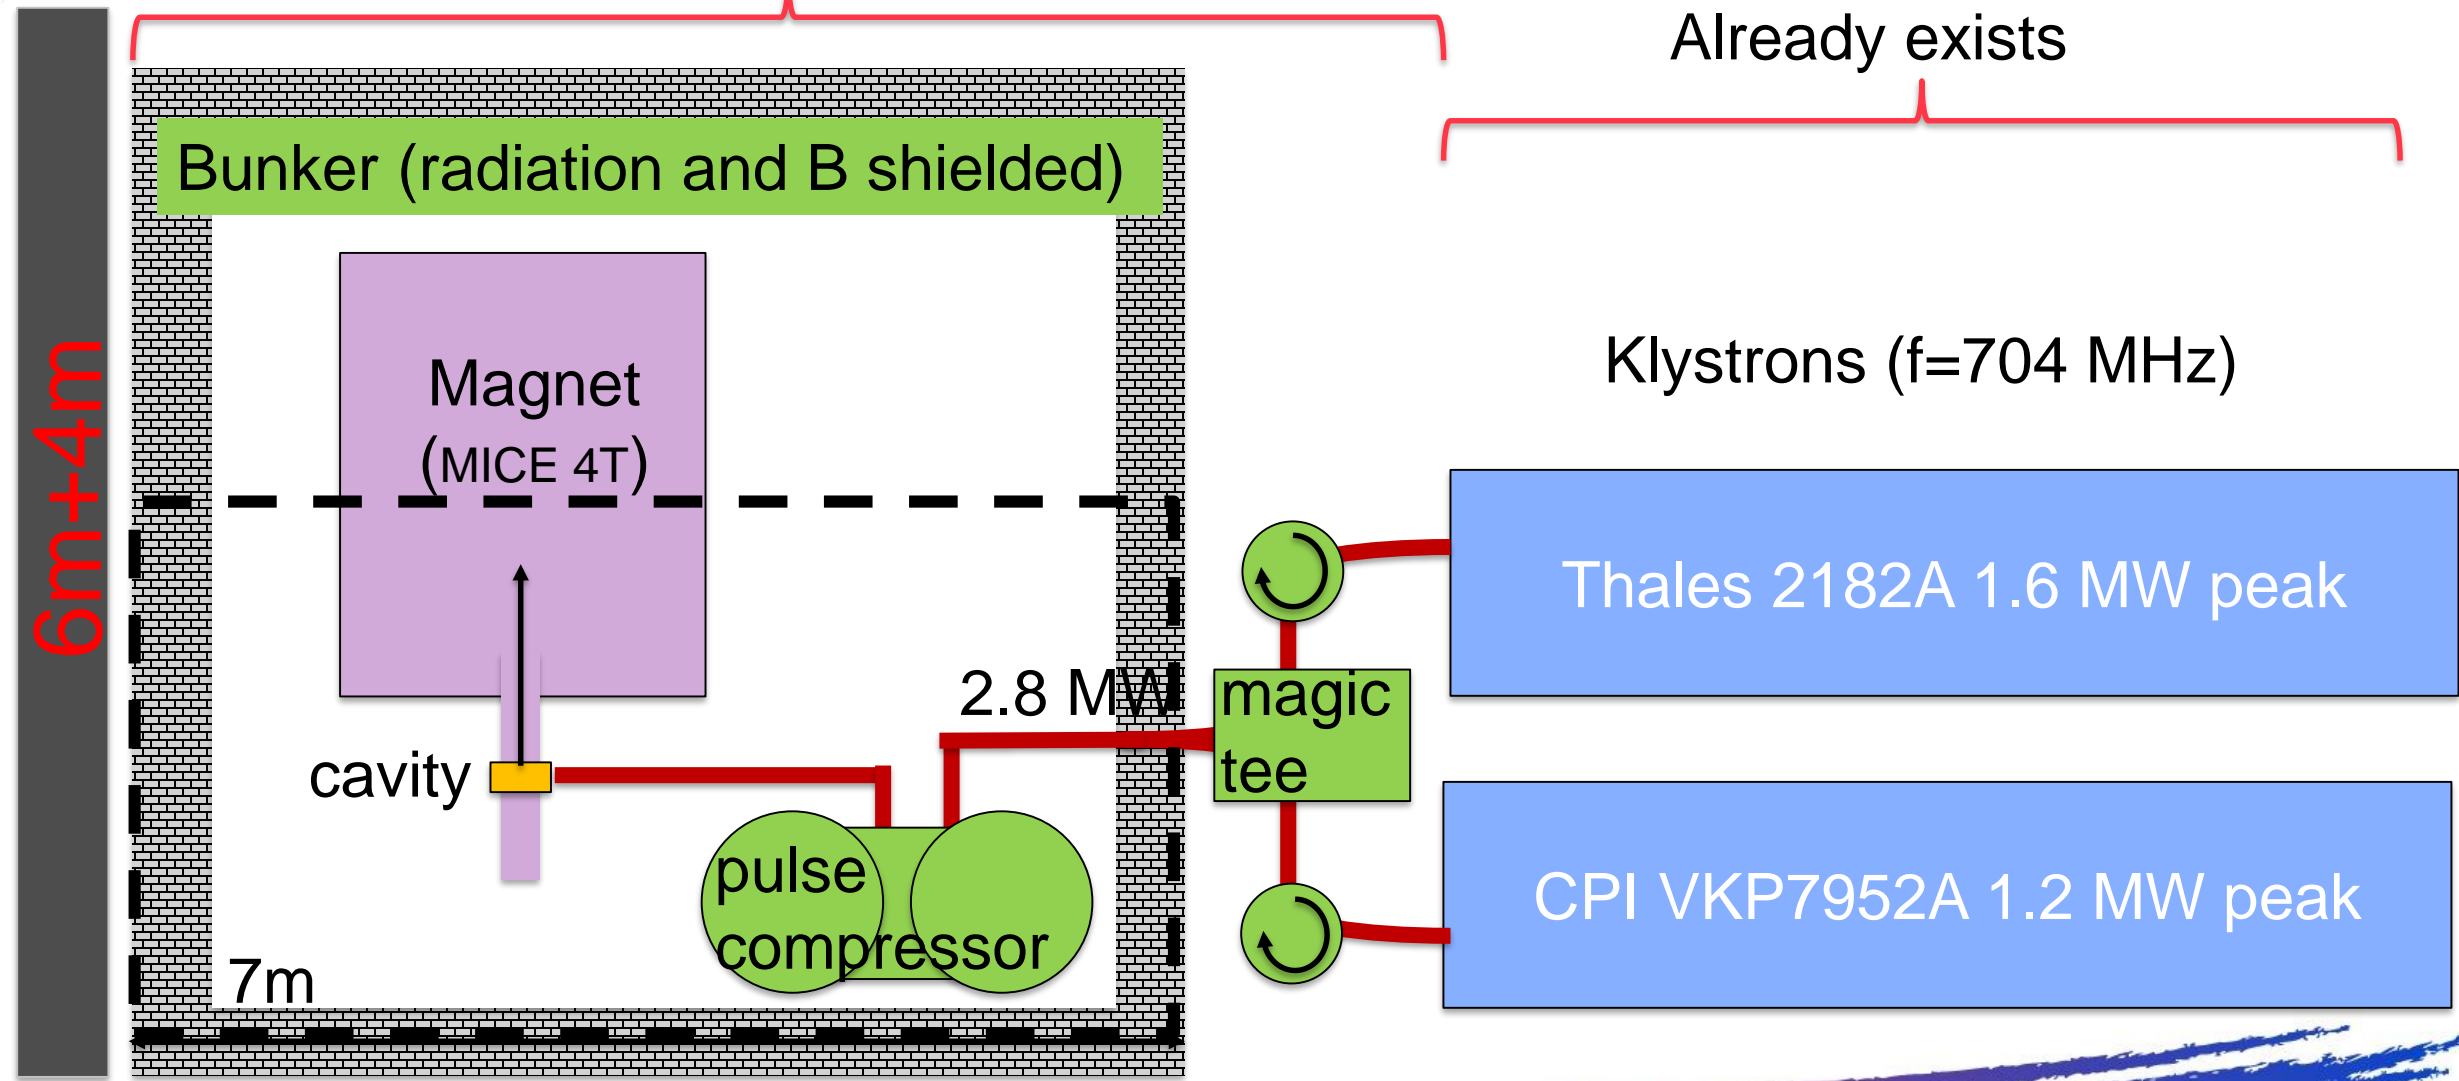 Already exists
Bunker (radiation and B shielded)
Klystrons (f=704 MHz)
Magnet
(MICE 4T)
6m+4m
Thales 2182A 1.6 MW peak
2.8 MW
magic
tee
cavity
pulse
compressor
CPI VKP7952A 1.2 MW peak
7m